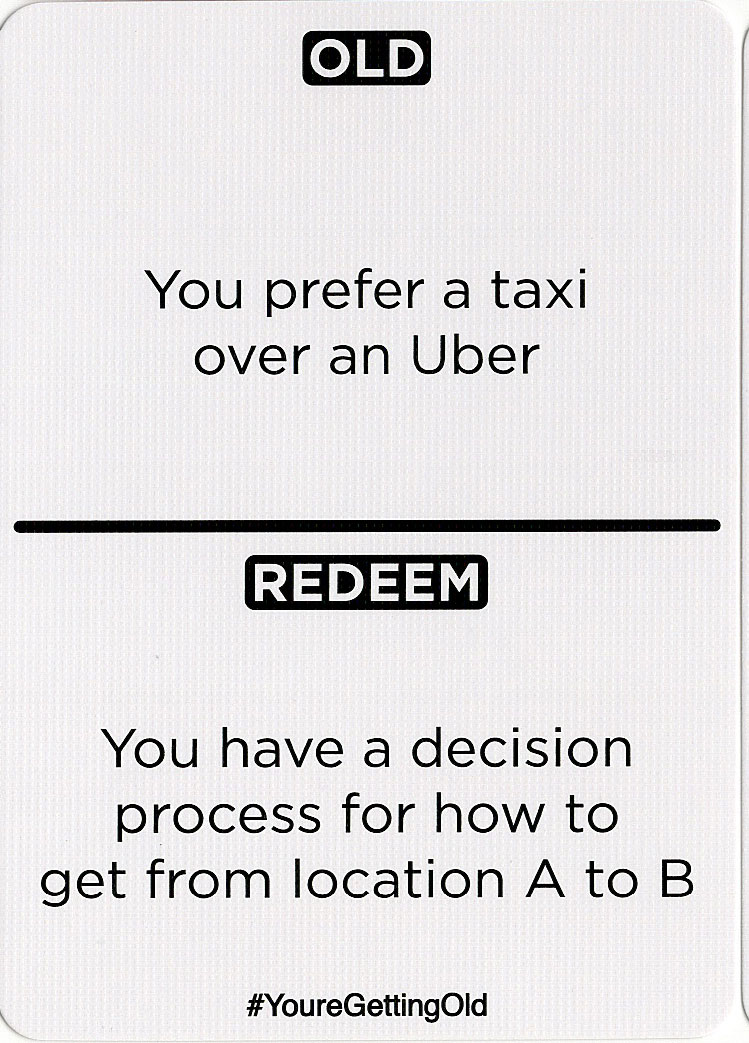 OLD
You prefer a taxi
over an Uber
REDEEM
You have a decision
process for how to
get from location A to B
#YoureGettingOld